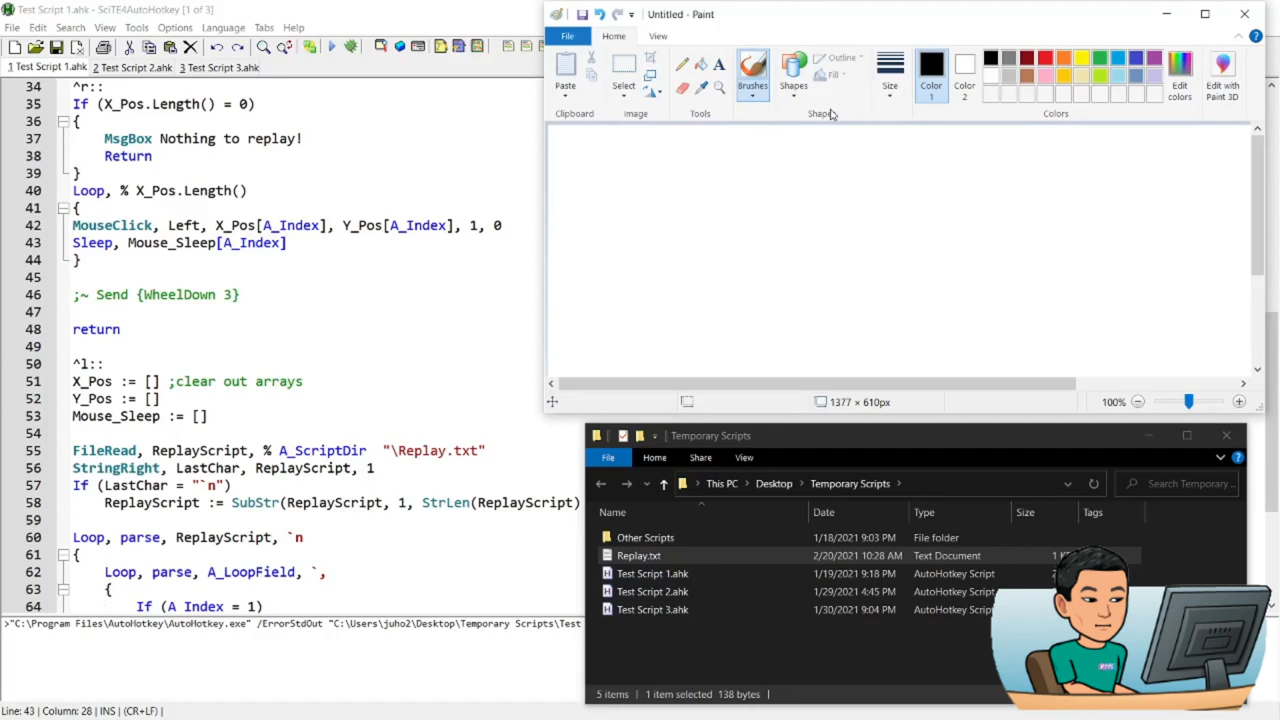 Test Script 1.ahk - SciTE4AutoHotkey [1 of 3]
File Edit Search View Tools Options Language Tabs Help
1 Test Script 1.ahk 2 Test Script 2.ahk 3 Test Script 3.ahk
34 ^r::
35 If (X_Pos.Length() = 0)
36 {
37 MsgBox Nothing to replay!
38 Return
39 }
40 Loop, % X_Pos.Length()
41 {
42 MouseClick, Left, X_Pos[A_Index], Y_Pos[A_Index], 1, 0
43 Sleep, Mouse_Sleep[A_Index]
44 }
45
46 ;~ Send {WheelDown 3}
47
48 return
49
50 ^l::
51 X_Pos := [] ;clear out arrays
52 Y_Pos := []
53 Mouse_Sleep := []
54
55 FileRead, ReplayScript, % A_ScriptDir "\Replay.txt"
56 StringRight, LastChar, ReplayScript, 1
57 If (LastChar = "`n")
58 ReplayScript := SubStr(ReplayScript, 1, StrLen(ReplayScript)
59
60 Loop, parse, ReplayScript, `n
61 {
62 Loop, parse, A_LoopField, `,
63 {
64 If (A_Index = 1)
>"C:\Program Files\AutoHotkey\AutoHotkey.exe" /ErrorStdOut "C:\Users\juho2\Desktop\Temporary Scripts\Test
Line: 43 | Column: 28 | INS | (CR+LF) |
Untitled - Paint
File Home View
Paste Select Brushes Shapes Outline Fill Size Color 1 Color 2 Edit colors Edit with Paint 3D
Clipboard Image Tools Colors
1377 × 610px 100%
Temporary Scripts
File Home Share View
This PC Desktop Temporary Scripts Search Temporary ...
Name Date Type Size Tags
Other Scripts 1/18/2021 9:03 PM File folder
Replay.txt 2/20/2021 10:28 AM Text Document 1
Test Script 1.ahk 1/19/2021 9:18 PM AutoHotkey Script
Test Script 2.ahk 1/29/2021 4:45 PM AutoHotkey Script
Test Script 3.ahk 1/30/2021 9:04 PM AutoHotkey Script
5 items | 1 item selected 138 bytes |